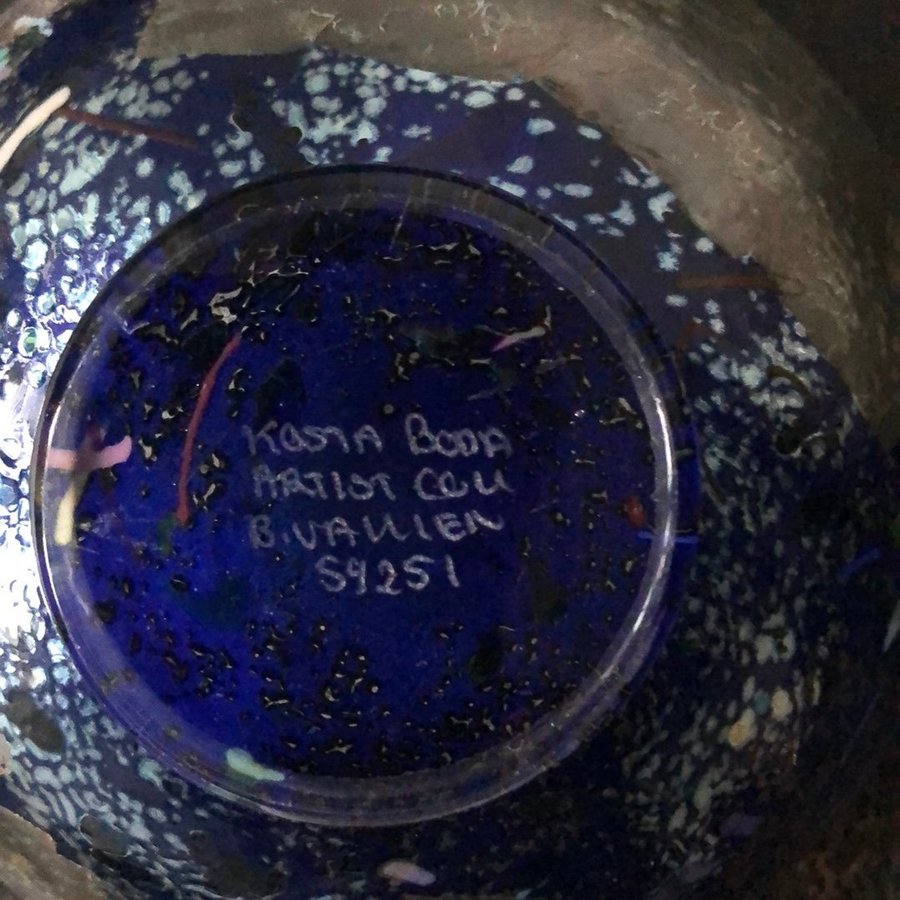 KOSTA BODA
ARTIST COLL
B.VALLIEN
59251